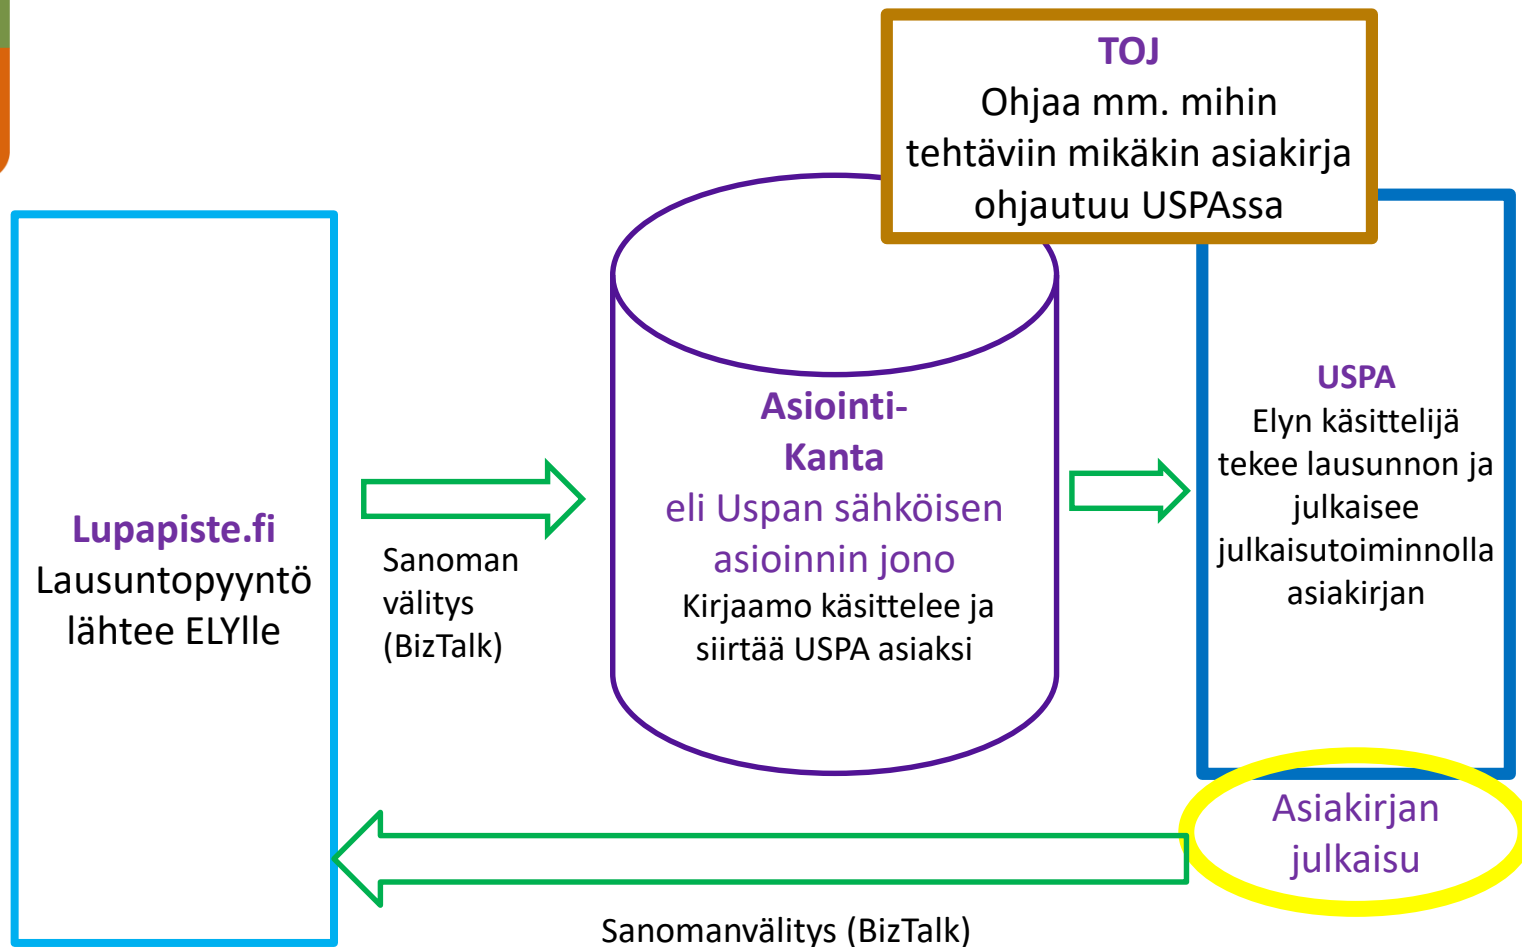 TOJ
Ohjaa mm. mihin
tehtäviin mikäkin asiakirja
ohjautuu USPAssa
Lupapiste.fi
Lausuntopyyntö
lähtee ELYlle
Sanoman
välitys
(BizTalk)
Asiointi-
Kanta
eli Uspan sähköisen
asioinnin jono
Kirjaamo käsittelee ja
siirtää USPA asiaksi
USPA
Elyn käsittelijä
tekee lausunnon ja
julkaisee
julkaisutoiminnolla
asiakirjan
Asiakirjan
julkaisu
Sanomanvälitys (BizTalk)